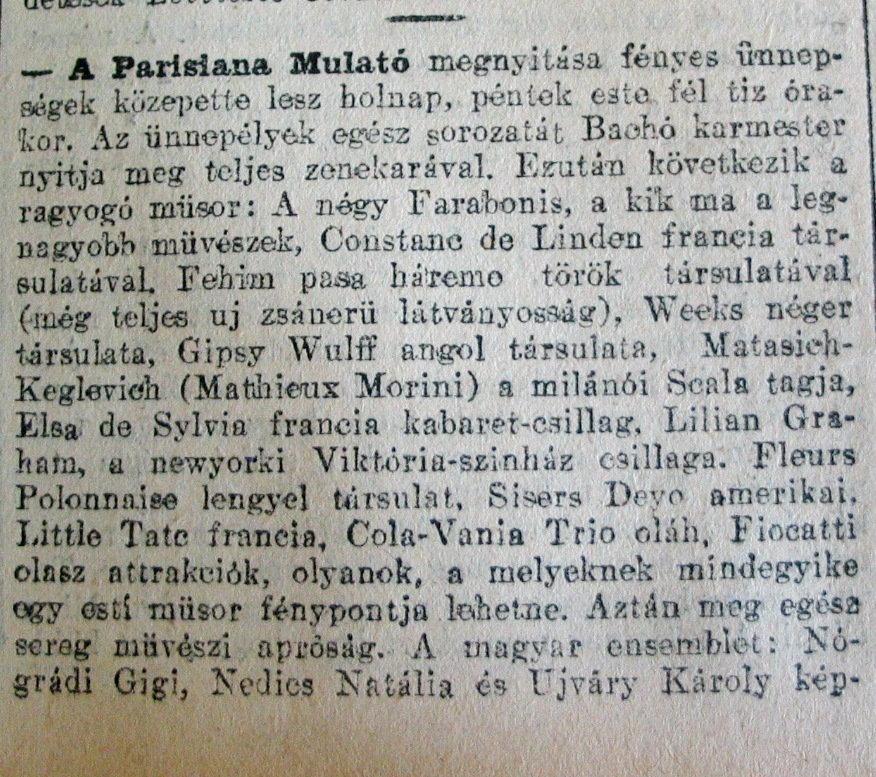 — A Parisiana Mulató megnyitása fényes ünnep-
ségek közepette lesz holnap, péntek este fél tiz óra-
kor. Az ünnepélyek egész sorozatát Bachó karmester
nyitja meg teljes zenekarával. Ezután következik a
ragyogó müsor: A négy Farabonis, a kik ma a leg-
nagyobb müvészek, Constanc de Linden francia tár-
sulatával. Fehim pasa háreme török társulatával
(még teljes uj zsánerü látványosság), Weeks néger
társulata, Gipsy Wulff angol társulata, Matasich-
Keglevich (Matthieux Morini) a milánói Scala tagja,
Elsa de Sylvia francia kabaret-csillag. Lilian Gra-
ham, a newyorki Viktória-szinház csillaga. Fleurs
Polonnaise lengyel társulat, Sisers Deyo amerikai.
Little Tate francia, Cola-Vania Trio oláh, Fiocatti
olasz attrakciók, olyanok, a melyeknek mindegyike
egy esti müsor fénypontja lehetne. Aztán meg egész
sereg müvészi apróság. A magyar ensemblet: Nó-
grádi Gigi, Nedics Natália és Ujváry Károly kép-